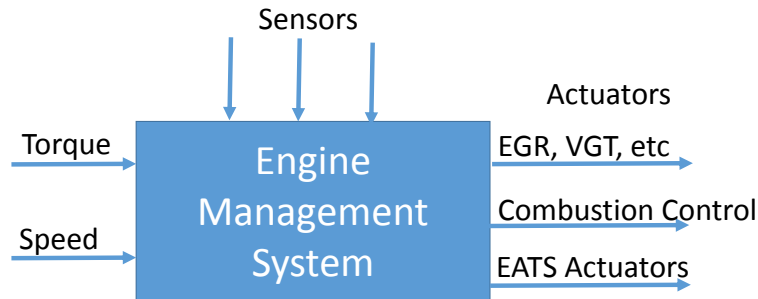 Sensors
Actuators
Torque
EGR, VGT, etc
Engine
Management
System
Combustion Control
Speed
EATS Actuators